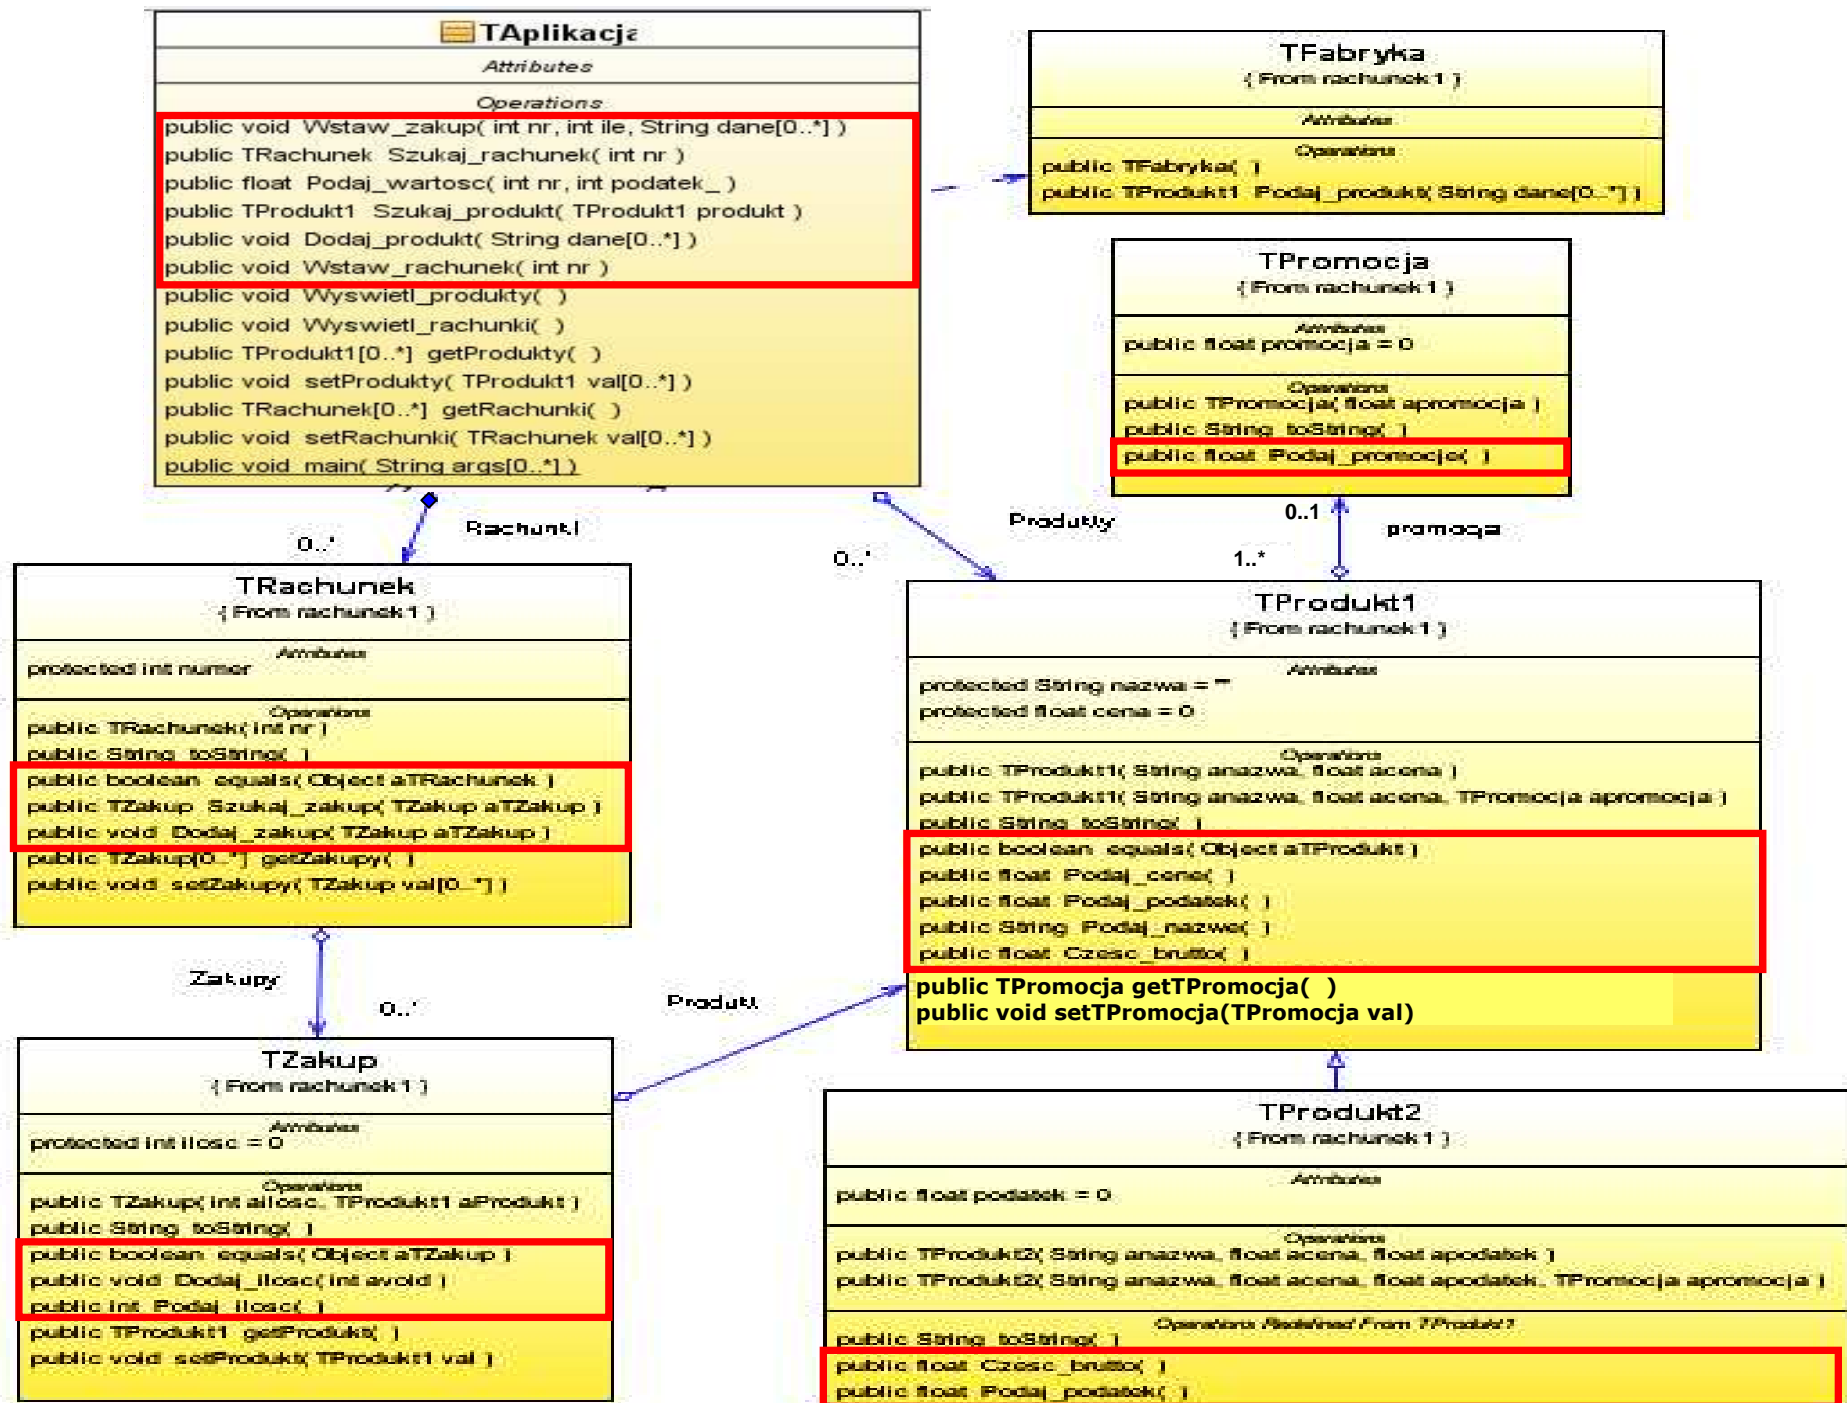 TAplikacja
Attributes
Operations
public void Wstaw_zakup( int nr, int ile, String dane[0..*] )
public TRachunek Szukaj_rachunek( int nr )
public float Podaj_wartosc( int nr, int podatek_ )
public TProdukt1 Szukaj_produkt( TProdukt1 produkt )
public void Dodaj_produkt( String dane[0..*] )
public void Wstaw_rachunek( int nr )
public void Wyswietl_produkty( )
public void Wyswietl_rachunki( )
public TProdukt1[0..*] getProdukty( )
public void setProdukty( TProdukt1 val[0..*] )
public TRachunek[0..*] getRachunki( )
public void setRachunki( TRachunek val[0..*] )
public void main( String args[0..*] )
TFabryka
{ From rachunek1 }
Attributes
Operations
public TFabryka( )
public TProdukt1 Podaj_produkt( String dane[0..*] )
TPromocja
{ From rachunek1 }
Attributes
public float promocja = 0
Operations
public TPromocja( float apromocja )
public String toString( )
public float Podaj_promocje( )
Rachunki
0..*
Produkty
0..*
0..1
promocja
1..*
TRachunek
{ From rachunek1 }
Attributes
protected int numer
Operations
public TRachunek( int nr )
public String toString( )
public boolean equals( Object aTRachunek )
public TZakup Szukaj_zakup( TZakup aTZakup )
public void Dodaj_zakup( TZakup aTZakup )
public TZakup[0..*] getZakupy( )
public void setZakupy( TZakup val[0..*] )
TProdukt1
{ From rachunek1 }
Attributes
protected String nazwa = ""
protected float cena = 0
Operations
public TProdukt1( String anazwa, float acena )
public TProdukt1( String anazwa, float acena, TPromocja apromocja )
public String toString( )
public boolean equals( Object aTProdukt )
public float Podaj_cene( )
public float Podaj_podatek( )
public String Podaj_nazwe( )
public float Czesc_brutto( )
public TPromocja getTPromocja( )
public void setTPromocja(TPromocja val)
Zakupy
0..*
Produkt
TZakup
{ From rachunek1 }
Attributes
protected int ilosc = 0
Operations
public TZakup( int ailosc, TProdukt1 aProdukt )
public String toString( )
public boolean equals( Object aTZakup )
public void Dodaj_ilosc( int avoid )
public int Podaj_ilosc( )
public TProdukt1 getProdukt( )
public void setProdukt( TProdukt1 val )
TProdukt2
{ From rachunek1 }
Attributes
public float podatek = 0
Operations
public TProdukt2( String anazwa, float acena, float apodatek )
public TProdukt2( String anazwa, float acena, float apodatek, TPromocja apromocja )
Operations Redefined From TProdukt1
public String toString( )
public float Czesc_brutto( )
public float Podaj_podatek( )